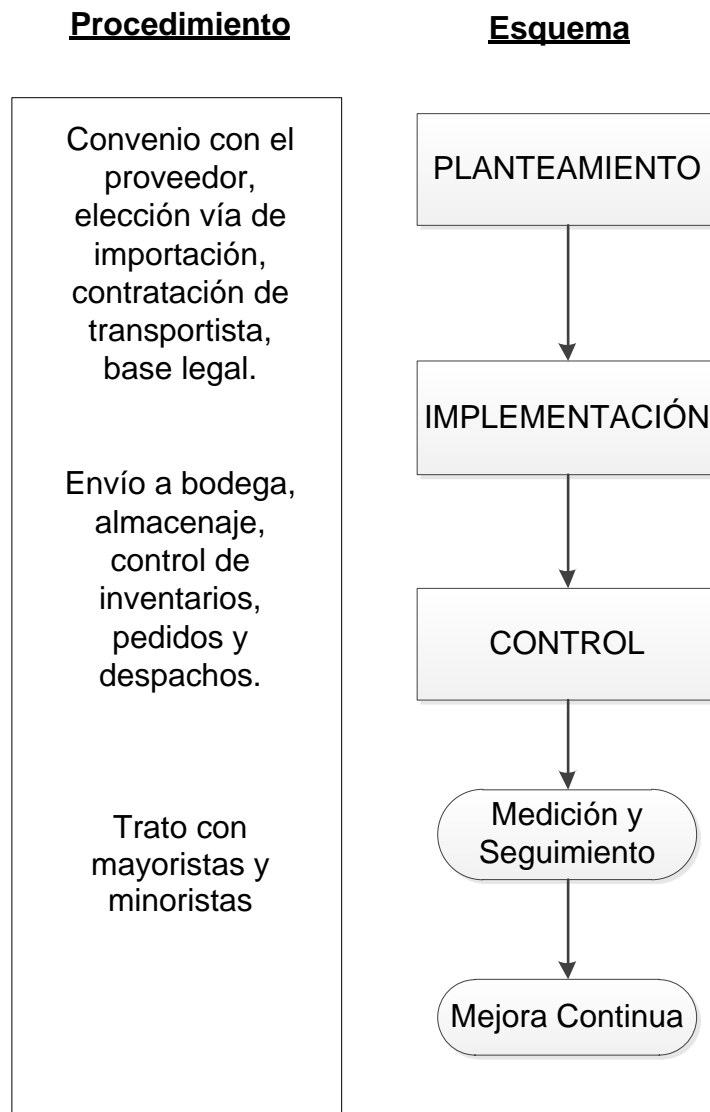 Procedimiento
Esquema
Convenio con el
proveedor,
elección vía de
importación,
contratación de
transportista,
base legal.
Envío a bodega,
almacenaje,
control de
inventarios,
pedidos y
despachos.
Trato con
mayoristas y
minoristas
PLANTEAMIENTO
IMPLEMENTACIÓN
CONTROL
Medición y
Seguimiento
Mejora Continua